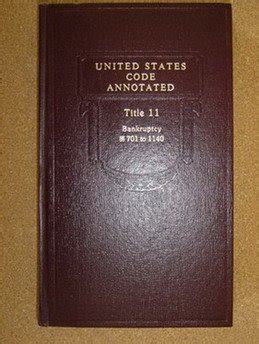 UNITED STATES
CODE
ANNOTATED
Title 11
Bankruptcy
§§ 701 to 1140